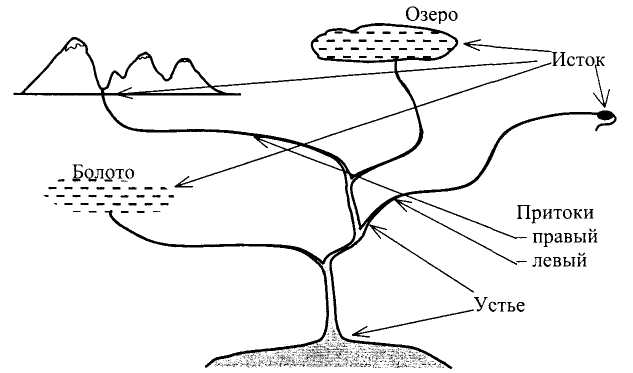 Озеро
Исток
Болото
Притоки
– правый
– левый
Устье